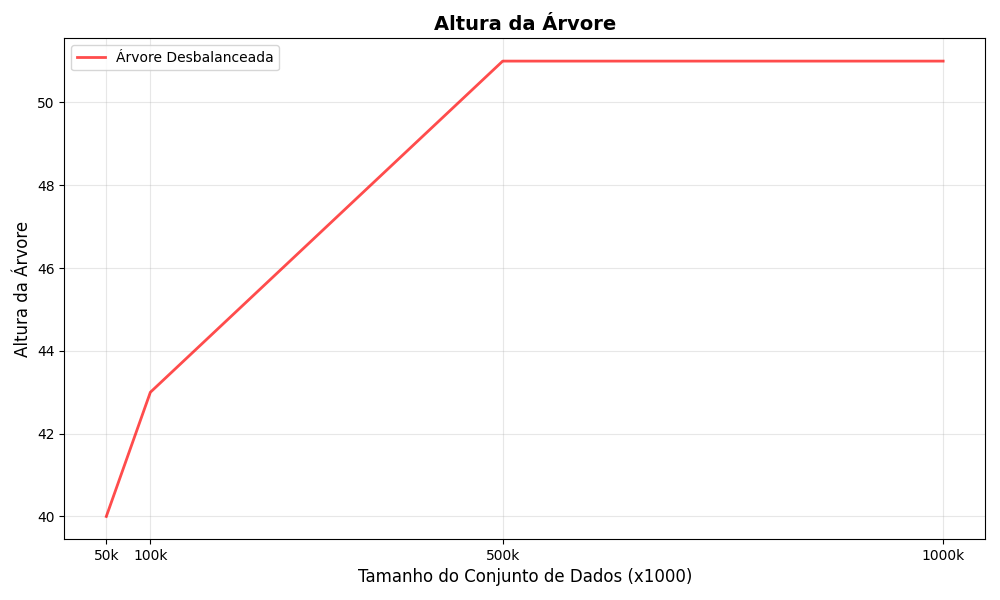 Altura da Árvore
Árvore Desbalanceada
Altura da Árvore
50
48
46
44
42
40
50k
100k
500k
1000k
Tamanho do Conjunto de Dados (x1000)